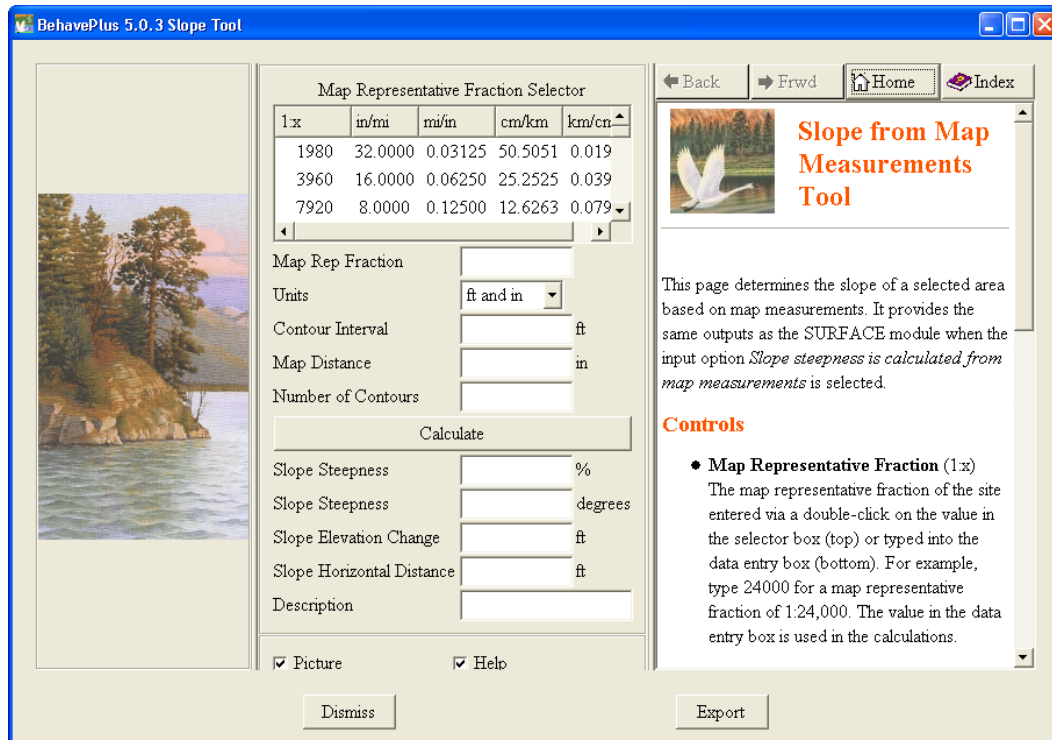 BehavePlus 5.0.3 Slope Tool
Map Representative Fraction Selector
1:x in/mi mi/in cm/km km/cm
1980 32.0000 0.03125 50.5051 0.019
3960 16.0000 0.06250 25.2525 0.039
7920 8.0000 0.12500 12.6263 0.079
Map Rep Fraction
Units ft and in
Contour Interval ft
Map Distance in
Number of Contours
Calculate
Slope Steepness %
Slope Steepness degrees
Slope Elevation Change ft
Slope Horizontal Distance ft
Description
Picture Help
Back Frwd Home Index
Slope from Map
Measurements
Tool
This page determines the slope of a selected area
based on map measurements. It provides the
same outputs as the SURFACE module when the
input option Slope steepness is calculated from
map measurements is selected.
Controls
● Map Representative Fraction (1:x)
The map representative fraction of the site
entered via a double-click on the value in
the selector box (top) or typed into the
data entry box (bottom). For example,
type 24000 for a map representative
fraction of 1:24,000. The value in the data
entry box is used in the calculations.
Dismiss Export